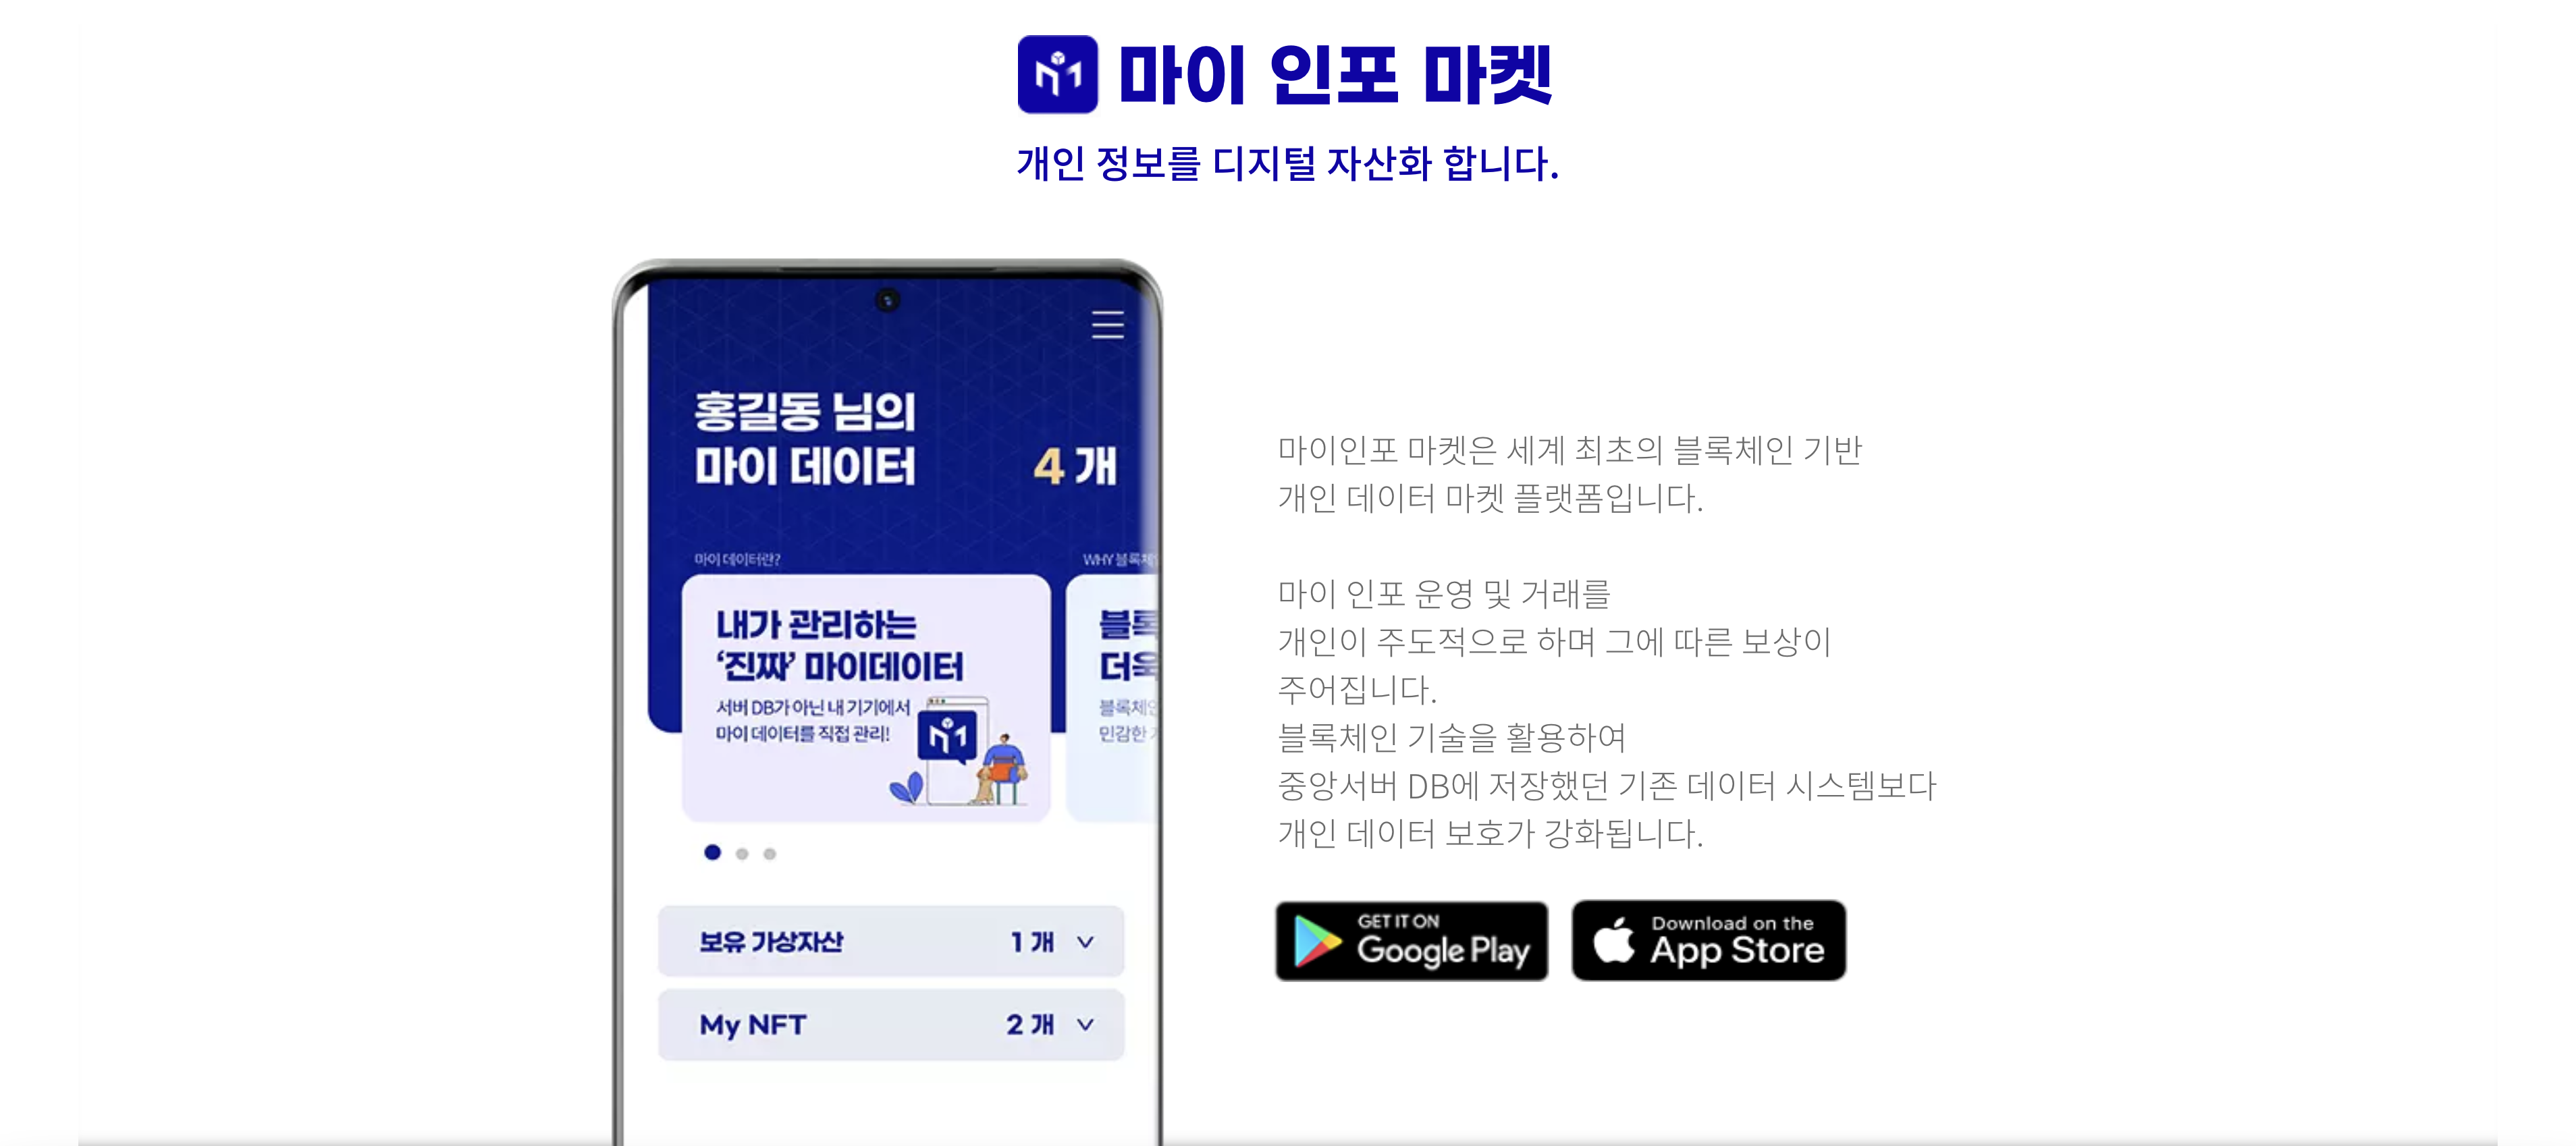 마이 인포 마켓
개인 정보를 디지털 자산화 합니다.
홍길동 님의
마이 데이터
4 개
마이 데이터란?
WHY 블록체
내가 관리하는
‘진짜’ 마이데이터
서버 DB가 아닌 내 기기에서
마이 데이터를 직접 관리!
블록
더욱
블록체인
민감한
보유 가상자산
1 개
My NFT
2 개
마이인포 마켓은 세계 최초의 블록체인 기반
개인 데이터 마켓 플랫폼입니다.
마이 인포 운영 및 거래를
개인이 주도적으로 하며 그에 따른 보상이
주어집니다.
블록체인 기술을 활용하여
중앙서버 DB에 저장했던 기존 데이터 시스템보다
개인 데이터 보호가 강화됩니다.
GET IT ON
Google Play
Download on the
App Store